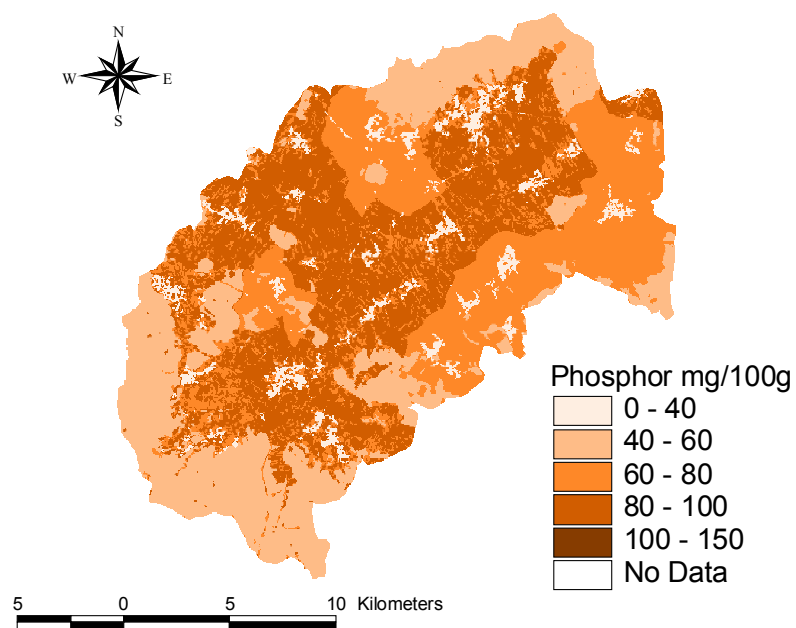 N
W E
S
Phosphor mg/100g
0 - 40
40 - 60
60 - 80
80 - 100
100 - 150
No Data
5 0 5 10 Kilometers